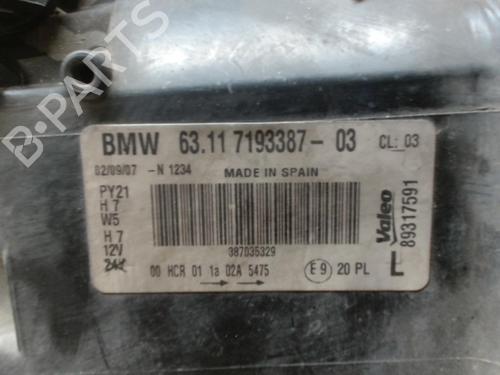 B-PARTS
BMW 63.11 7193387- 03 CL: 03
02/09/07 -N 1234 MADE IN SPAIN
PY21
H 7
W5
H 7
12V
387035329
00 HCR 01 1a 02A 5475
E9 20 PL
Valeo
89317591
L